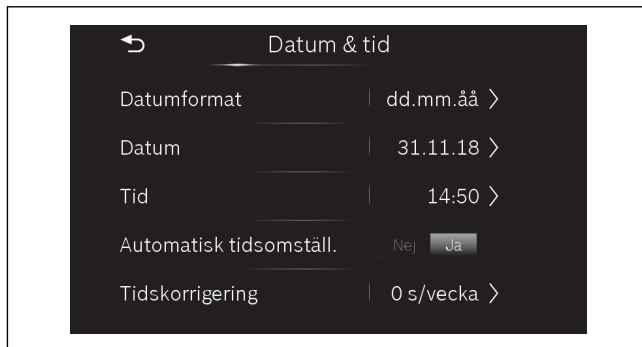 Datum & tid
Datumformat dd.mm.åå
Datum 31.11.18
Tid 14:50
Automatisk tidsomställ. Nej Ja
Tidskorrigering 0 s/vecka